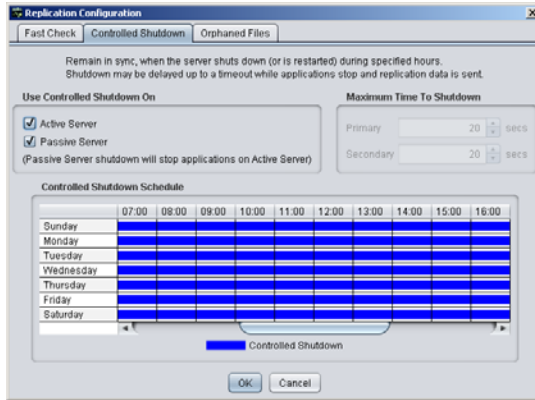 Replication Configuration
Fast Check Controlled Shutdown Orphaned Files
Remain in sync, when the server shuts down (or is restarted) during specified hours.
Shutdown may be delayed up to a timeout while applications stop and replication data is sent.
Use Controlled Shutdown On
Active Server
Passive Server
(Passive Server shutdown will stop applications on Active Server)
Maximum Time To Shutdown
Primary 20 secs
Secondary 20 secs
Controlled Shutdown Schedule
07:00 08:00 09:00 10:00 11:00 12:00 13:00 14:00 15:00 16:00
Sunday
Monday
Tuesday
Wednesday
Thursday
Friday
Saturday
Controlled Shutdown
OK Cancel